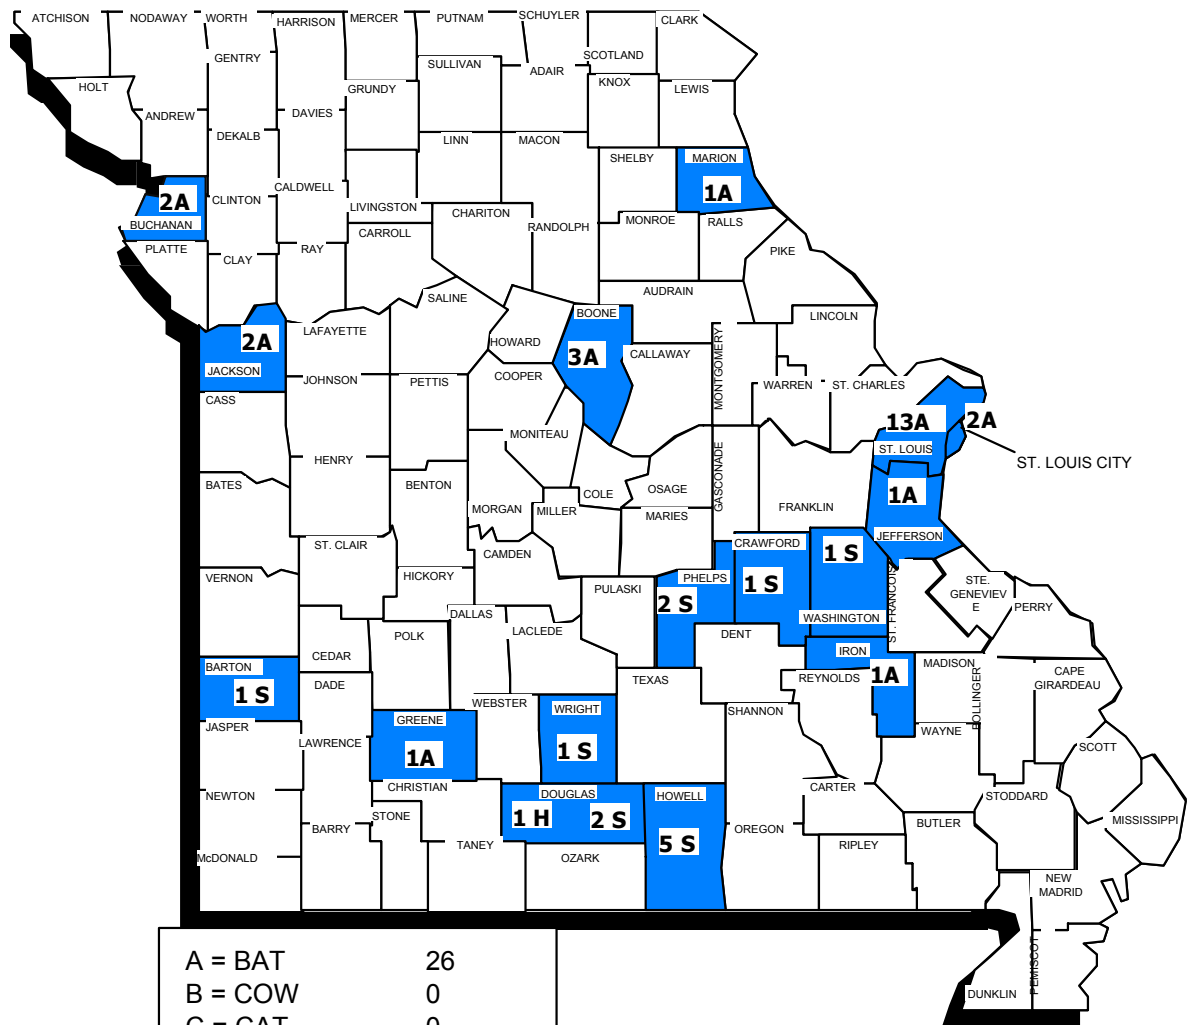 ATCHISON
NODAWAY
WORTH
HARRISON
MERCER
PUTNAM
SCHUYLER
CLARK
GENTRY
SULLIVAN
ADAIR
SCOTLAND
HOLT
GRUNDY
KNOX
LEWIS
ANDREW
DAVIES
DEKALB
LINN
MACON
SHELBY
MARION
1A
2A
BUCHANAN
CLINTON
CALDWELL
LIVINGSTON
CHARITON
RANDOLPH
MONROE
RALLS
PLATTE
CLAY
RAY
CARROLL
PIKE
SALINE
AUDRAIN
LINCOLN
2A
JACKSON
LAFAYETTE
HOWARD
BOONE
3A
CALLAWAY
MONTGOMERY
WARREN
ST. CHARLES
CASS
JOHNSON
PETTIS
COOPER
13A
ST. LOUIS
2A
ST. LOUIS CITY
MONITEAU
HENRY
BATES
BENTON
MORGAN
MILLER
COLE
OSAGE
GASCONADE
FRANKLIN
1A
JEFFERSON
MARIES
ST. CLAIR
CAMDEN
CRAWFORD
1 S
1 S
WASHINGTON
VERNON
HICKORY
PULASKI
PHELPS
2 S
ST. FRANCOIS
STE.
GENEVIEV
E
PERRY
DALLAS
LACLEDE
DENT
CEDAR
POLK
IRON
1A
MADISON
BOLLINGER
CAPE
GIRARDEAU
BARTON
1 S
DADE
WEBSTER
WRIGHT
1 S
TEXAS
REYNOLDS
SHANNON
JASPER
LAWRENCE
GREENE
1A
WAYNE
SCOTT
NEWTON
CHRISTIAN
DOUGLAS
1 H
2 S
HOWELL
5 S
CARTER
STODDARD
STONE
BARRY
TANEY
OREGON
BUTLER
MISSISSIPPI
McDONALD
OZARK
RIPLEY
NEW
MADRID
PEMISCOT
DUNKLIN
A = BAT 26
B = COW 0
C = CAT 0